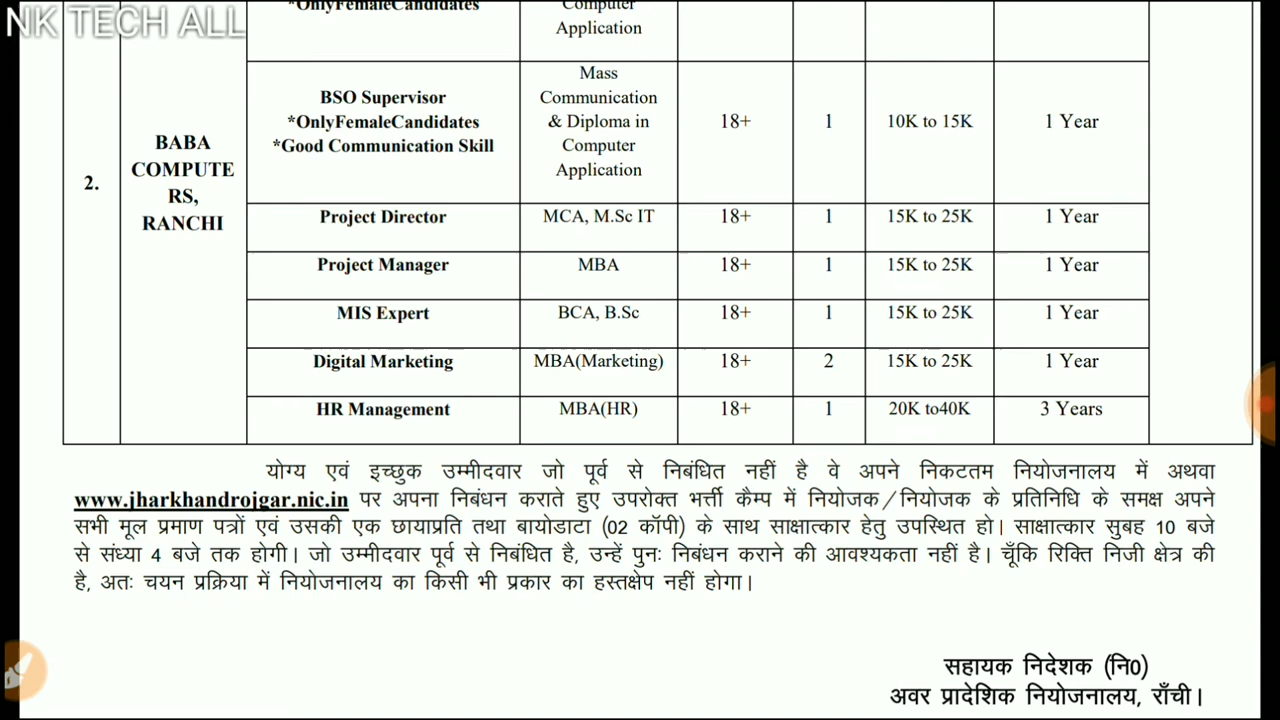 NK TECH ALL
*OnlyFemaleCandidates
Computer
Application
2.
BABA
COMPUTE
RS,
RANCHI
BSO Supervisor
*OnlyFemaleCandidates
*Good Communication Skill
Mass
Communication
& Diploma in
Computer
Application
18+ 1 10K to 15K 1 Year
Project Director MCA, M.Sc IT 18+ 1 15K to 25K 1 Year
Project Manager MBA 18+ 1 15K to 25K 1 Year
MIS Expert BCA, B.Sc 18+ 1 15K to 25K 1 Year
Digital Marketing MBA(Marketing) 18+ 2 15K to 25K 1 Year
HR Management MBA(HR) 18+ 1 20K to40K 3 Years
योग्य एवं इच्छुक उम्मीदवार जो पूर्व से निबंधित नहीं है वे अपने निकटतम नियोजनालय में अथवा
www.jharkhandrojgar.nic.in पर अपना निबंधन कराते हुए उपरोक्त भर्त्ती कैम्प में नियोजक/नियोजक के प्रतिनिधि के समक्ष अपने
सभी मूल प्रमाण पत्रों एवं उसकी एक छायाप्रति तथा बायोडाटा (02 कॉपी) के साथ साक्षात्कार हेतु उपस्थित हो। साक्षात्कार सुबह 10 बजे
से संध्या 4 बजे तक होगी। जो उम्मीदवार पूर्व से निबंधित है, उन्हें पुनः निबंधन कराने की आवश्यकता नहीं है। चूँकि रिक्ति निजी क्षेत्र की
है, अतः चयन प्रक्रिया में नियोजनालय का किसी भी प्रकार का हस्तक्षेप नहीं होगा।
सहायक निदेशक (नि0)
अवर प्रादेशिक नियोजनालय, राँची।